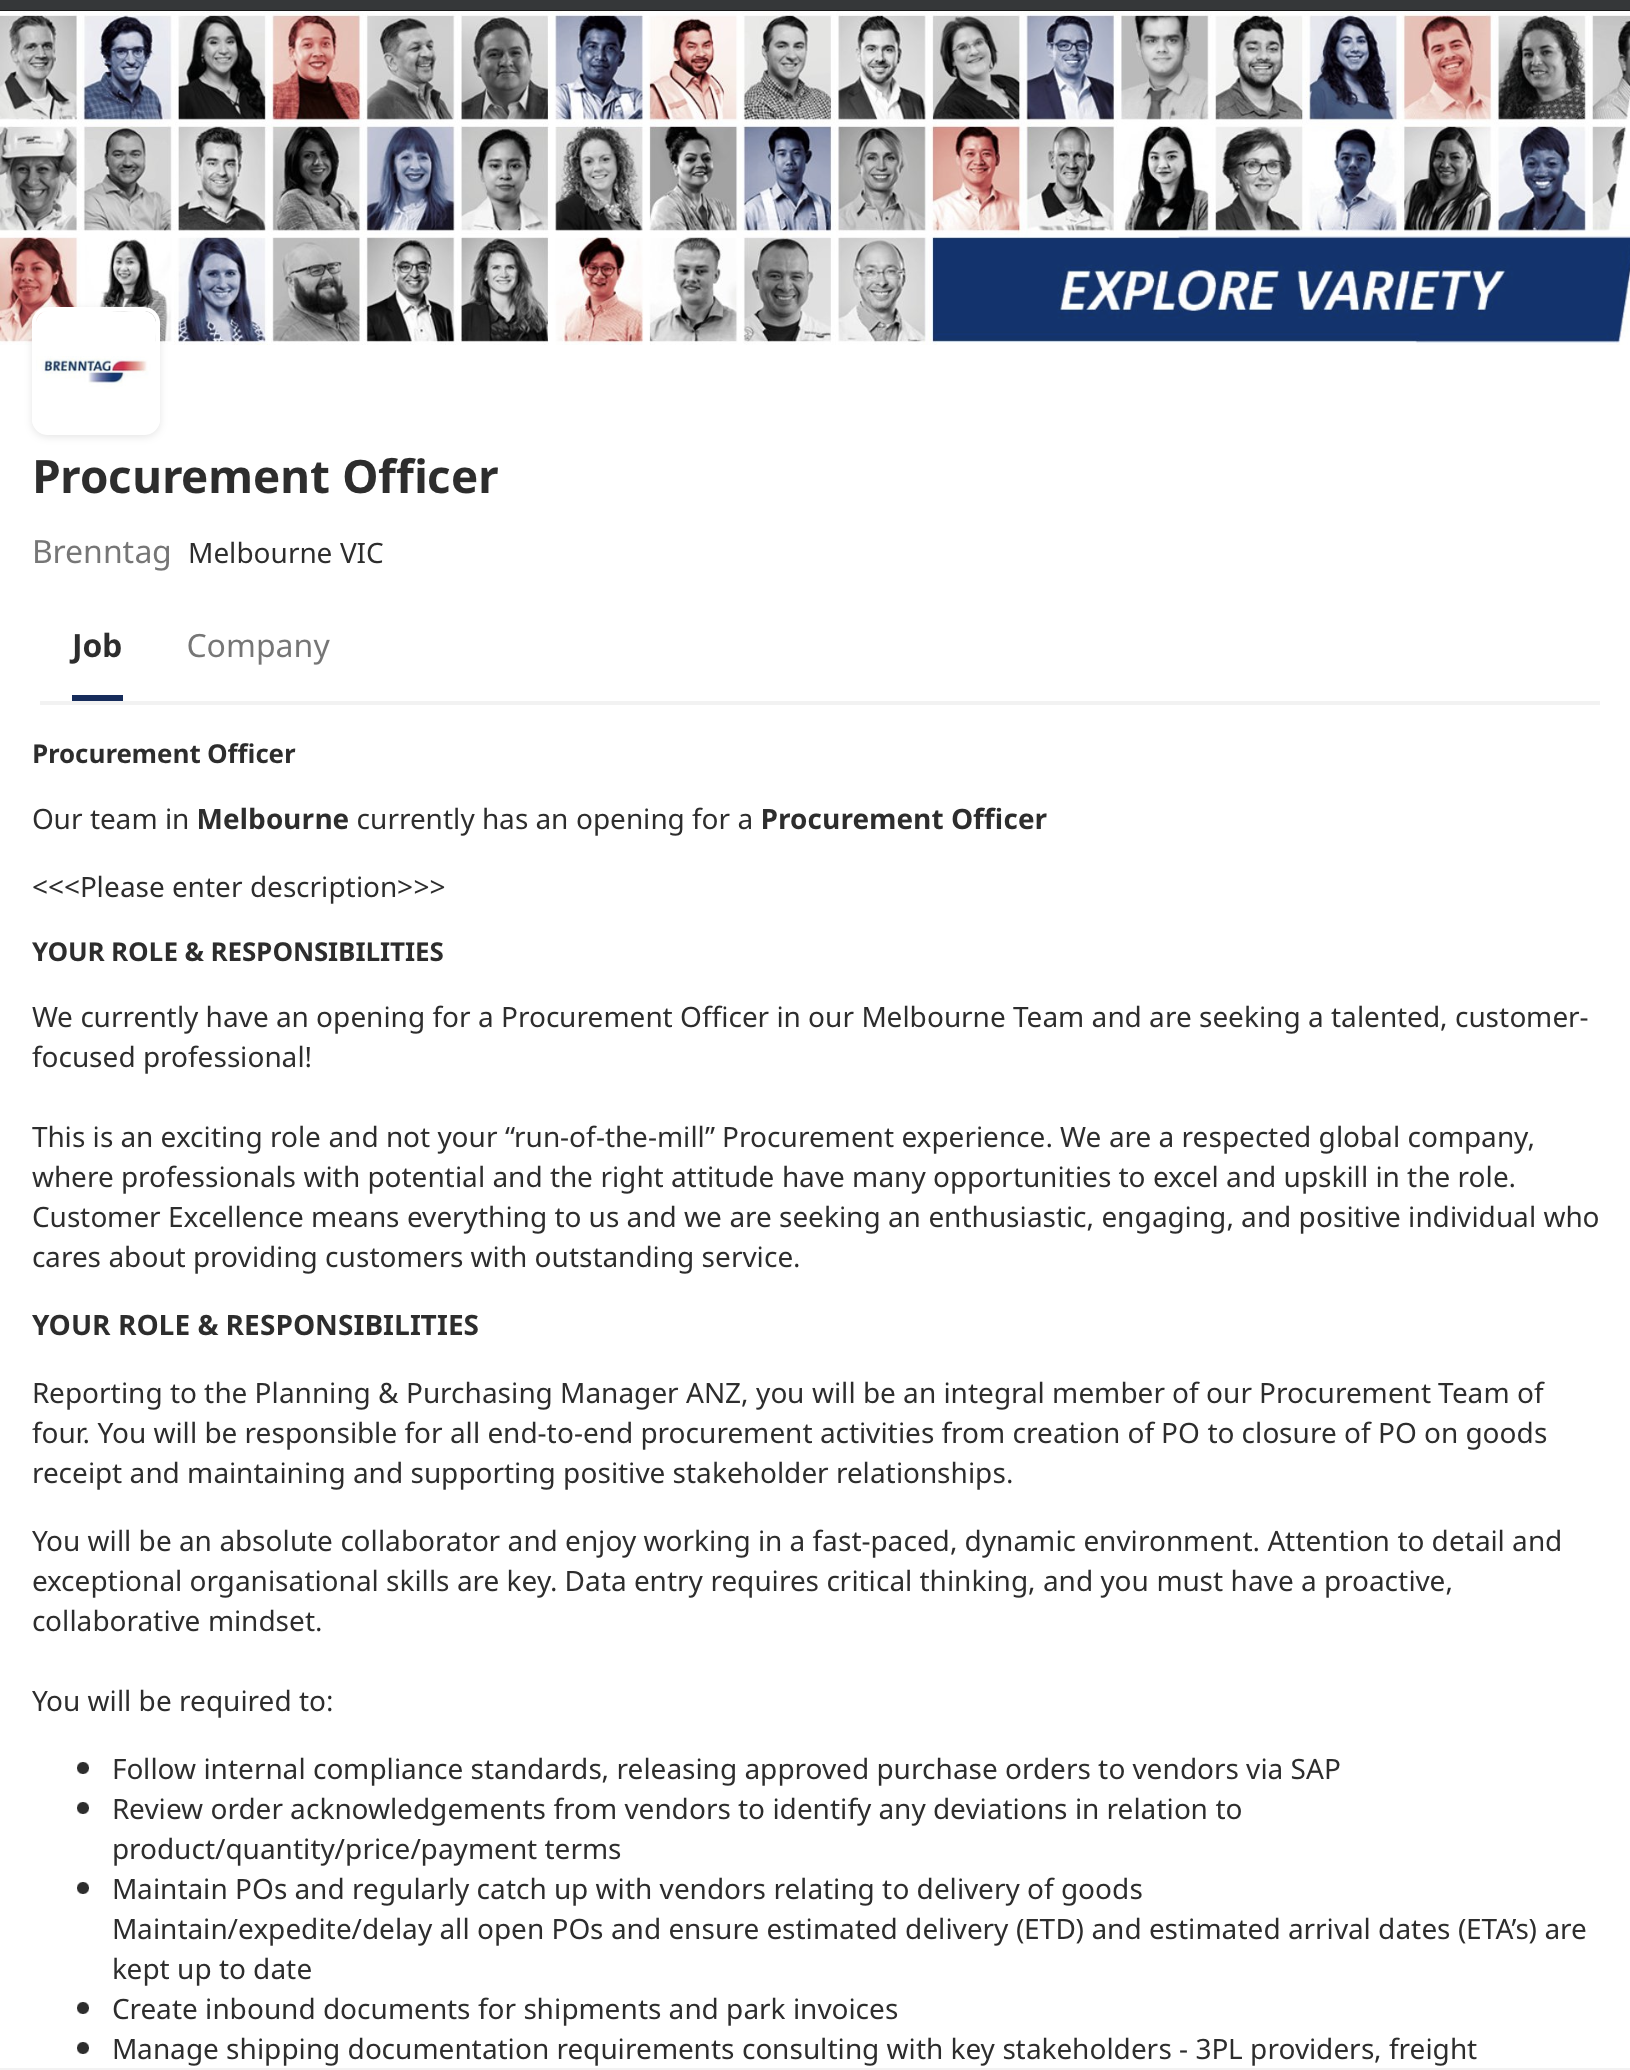 EXPLORE VARIETY
BRENNTAG
Procurement Officer
Brenntag Melbourne VIC
Job Company
Procurement Officer
Our team in Melbourne currently has an opening for a Procurement Officer
<<<Please enter description>>>
YOUR ROLE & RESPONSIBILITIES
We currently have an opening for a Procurement Officer in our Melbourne Team and are seeking a talented, customer-
focused professional!
This is an exciting role and not your “run-of-the-mill” Procurement experience. We are a respected global company,
where professionals with potential and the right attitude have many opportunities to excel and upskill in the role.
Customer Excellence means everything to us and we are seeking an enthusiastic, engaging, and positive individual who
cares about providing customers with outstanding service.
YOUR ROLE & RESPONSIBILITIES
Reporting to the Planning & Purchasing Manager ANZ, you will be an integral member of our Procurement Team of
four. You will be responsible for all end-to-end procurement activities from creation of PO to closure of PO on goods
receipt and maintaining and supporting positive stakeholder relationships.
You will be an absolute collaborator and enjoy working in a fast-paced, dynamic environment. Attention to detail and
exceptional organisational skills are key. Data entry requires critical thinking, and you must have a proactive,
collaborative mindset.
You will be required to:
• Follow internal compliance standards, releasing approved purchase orders to vendors via SAP
• Review order acknowledgements from vendors to identify any deviations in relation to
product/quantity/price/payment terms
• Maintain POs and regularly catch up with vendors relating to delivery of goods
Maintain/expedite/delay all open POs and ensure estimated delivery (ETD) and estimated arrival dates (ETA’s) are
kept up to date
• Create inbound documents for shipments and park invoices
• Manage shipping documentation requirements consulting with key stakeholders - 3PL providers, freight